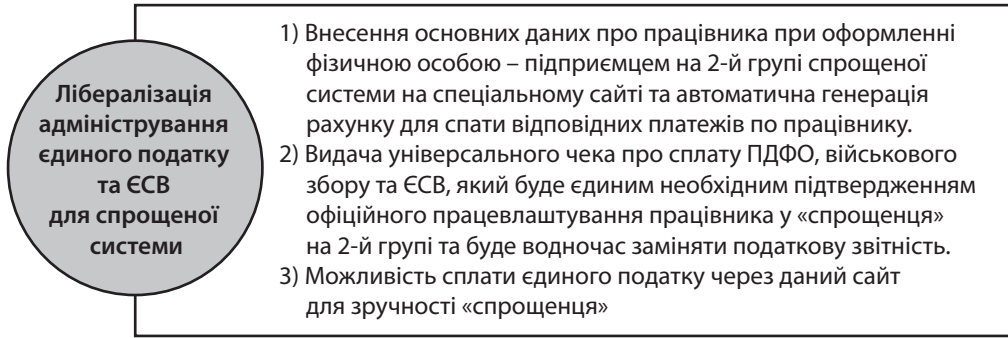 Лібералізація
адміністрування
єдиного податку
та ЄСВ
для спрощеної
системи
1) Внесення основних даних про працівника при оформленні
фізичною особою – підприємцем на 2-й групі спрощеної
системи на спеціальному сайті та автоматична генерація
рахунку для спати відповідних платежів по працівнику.
2) Видача універсального чека про сплату ПДФО, військового
збору та ЄСВ, який буде єдиним необхідним підтвердженням
офіційного працевлаштування працівника у «спрощенця»
на 2-й групі та буде водночас заміняти податкову звітність.
3) Можливість сплати єдиного податку через даний сайт
для зручності «спрощенця»